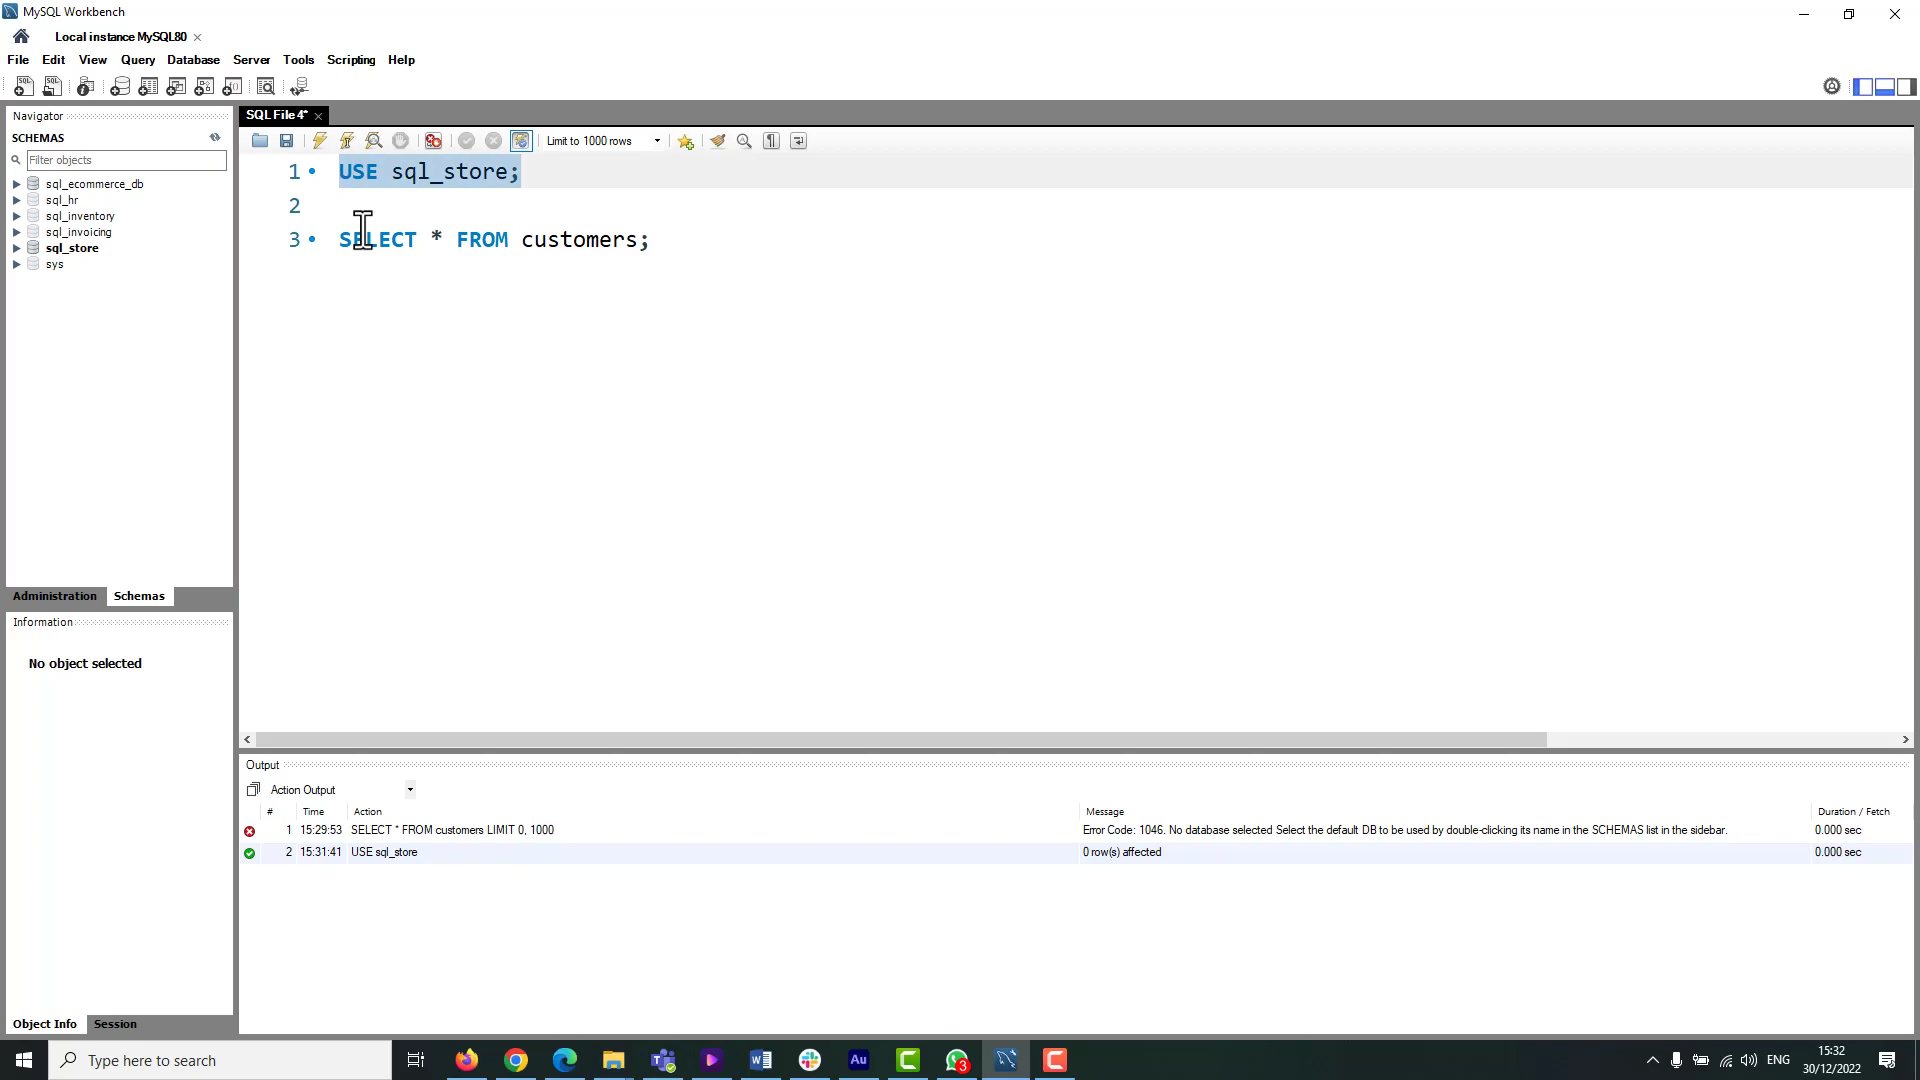 MySQL Workbench
Local instance MySQL80
File Edit View Query Database Server Tools Scripting Help
Navigator
SCHEMAS
Filter objects
sql_ecommerce_db
sql_hr
sql_inventory
sql_invoicing
sql_store
sys
Administration Schemas
Information
No object selected
Object Info Session
SQL File 4*
Limit to 1000 rows
1 USE sql_store;
2
3 SELECT * FROM customers;
Output
Action Output
# Time Action Message Duration / Fetch
1 15:29:53 SELECT * FROM customers LIMIT 0, 1000 Error Code: 1046. No database selected Select the default DB to be used by double-clicking its name in the SCHEMAS list in the sidebar. 0.000 sec
2 15:31:41 USE sql_store 0 row(s) affected 0.000 sec
Type here to search
Au
3
ENG
15:32
30/12/2022